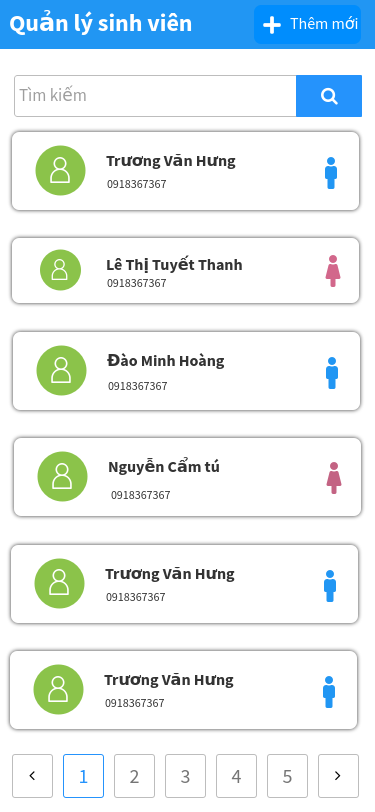 Quản lý sinh viên
Thêm mới
Tìm kiếm
Trương Văn Hưng
0918367367
Lê Thị Tuyết Thanh
0918367367
Đào Minh Hoàng
0918367367
Nguyễn Cẩm tú
0918367367
Trương Văn Hưng
0918367367
Trương Văn Hưng
0918367367
1 2 3 4 5